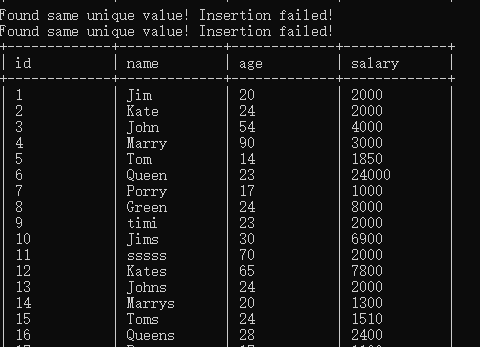 Found same unique value! Insertion failed!
Found same unique value! Insertion failed!
id name age salary
1 Jim 20 2000
2 Kate 24 2000
3 John 54 4000
4 Marry 90 3000
5 Tom 14 1850
6 Queen 23 24000
7 Porry 17 1000
8 Green 24 8000
9 timi 23 2000
10 Jims 30 6900
11 sssss 70 2000
12 Kates 65 7800
13 Johns 24 2000
14 Marrys 20 1300
15 Toms 24 1510
16 Queens 28 2400